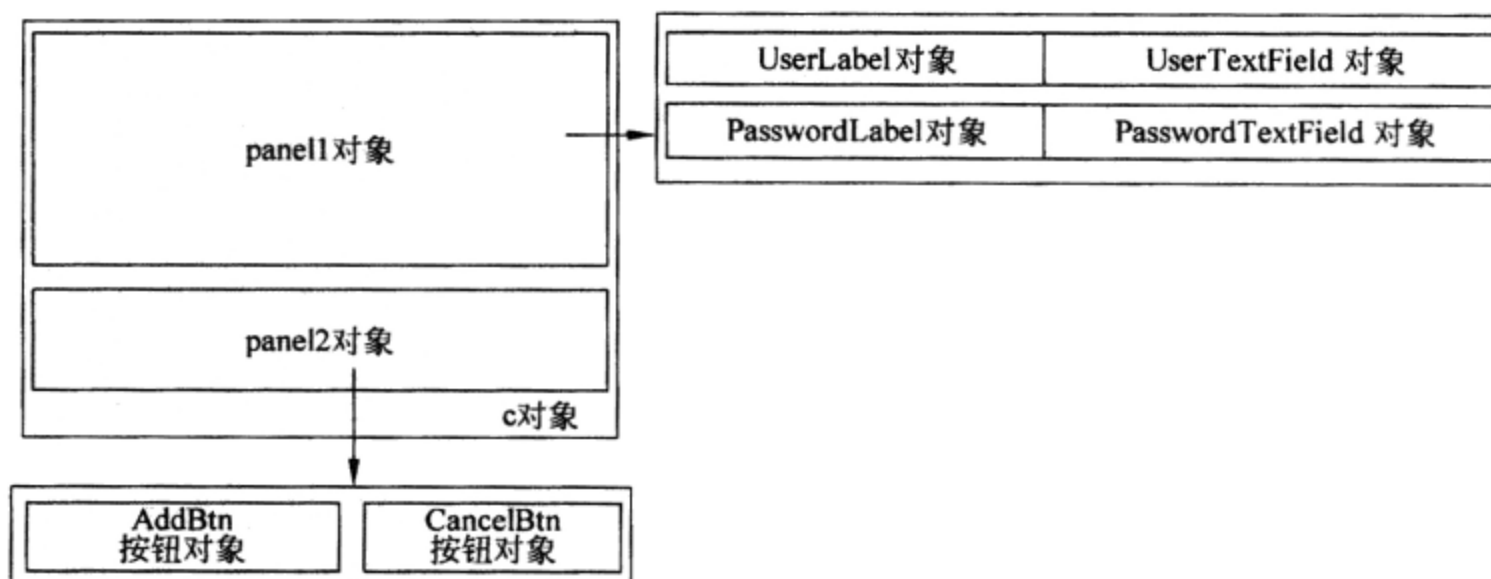 panel1对象
UserLabel对象
UserTextField 对象
PasswordLabel对象
PasswordTextField 对象
panel2对象
c对象
AddBtn
按钮对象
CancelBtn
按钮对象